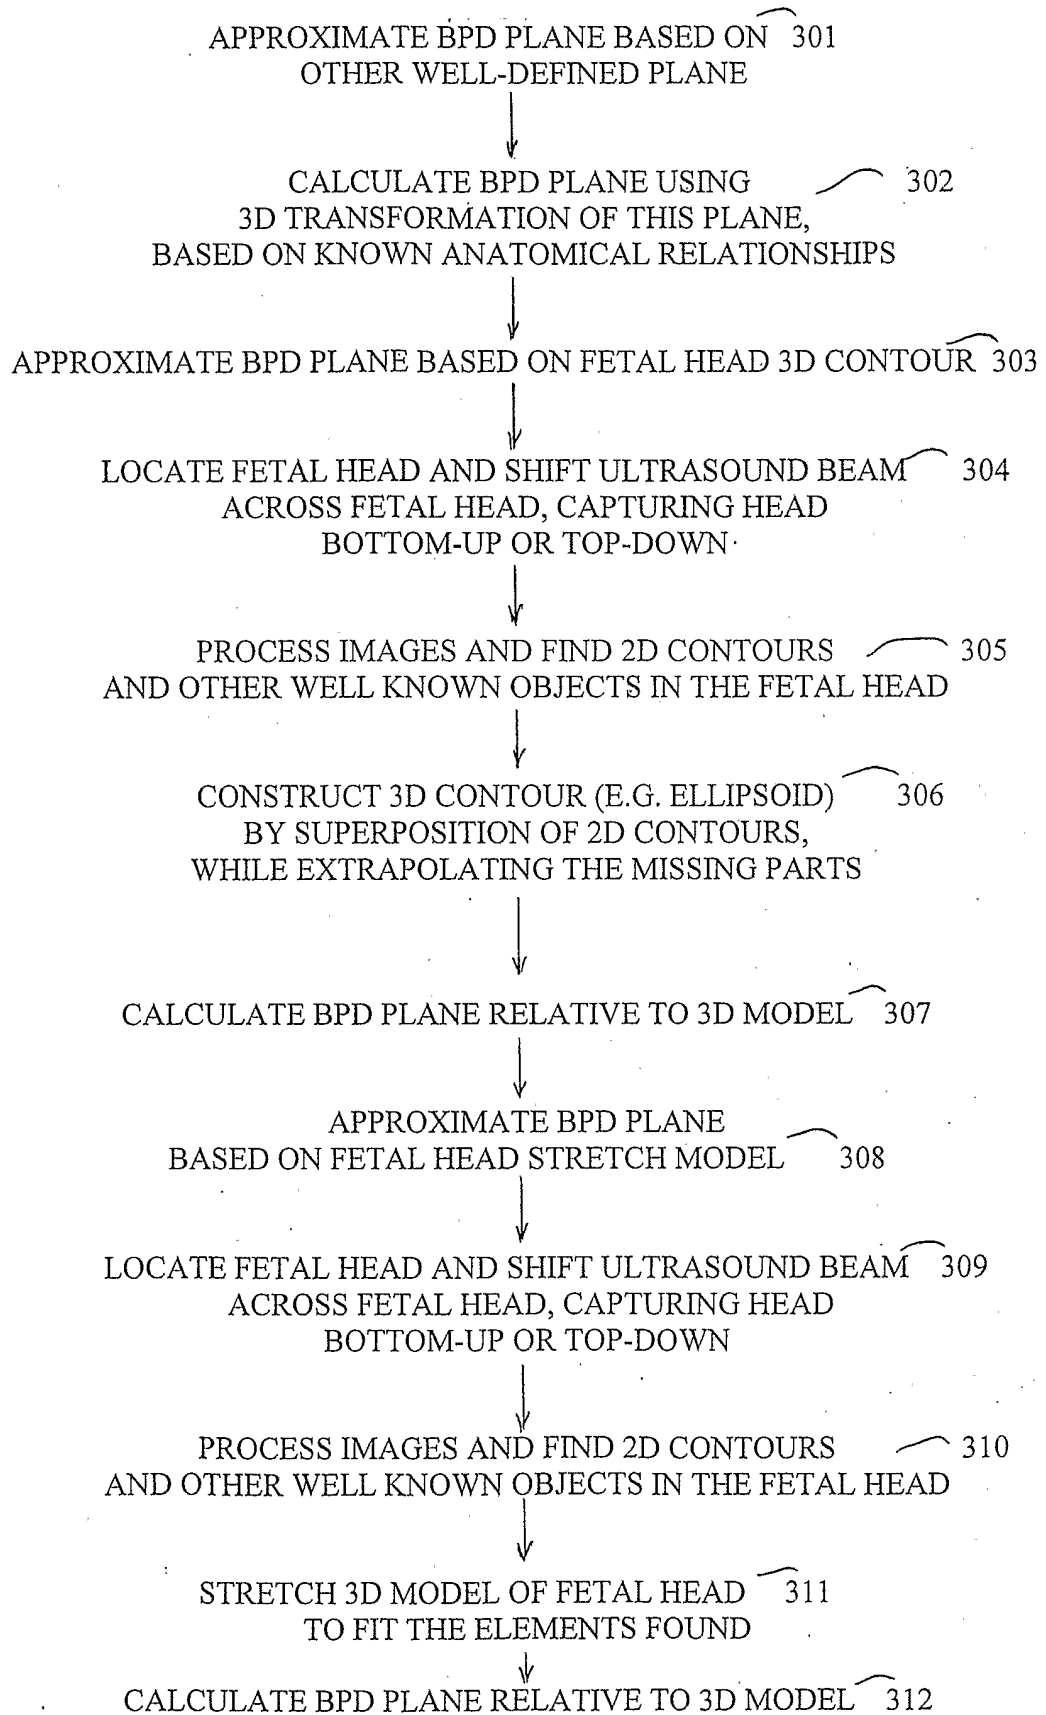 APPROXIMATE BPD PLANE BASED ON 301
OTHER WELL-DEFINED PLANE
CALCULATE BPD PLANE USING 302
3D TRANSFORMATION OF THIS PLANE,
BASED ON KNOWN ANATOMICAL RELATIONSHIPS
APPROXIMATE BPD PLANE BASED ON FETAL HEAD 3D CONTOUR 303
LOCATE FETAL HEAD AND SHIFT ULTRASOUND BEAM 304
ACROSS FETAL HEAD, CAPTURING HEAD
BOTTOM-UP OR TOP-DOWN
PROCESS IMAGES AND FIND 2D CONTOURS 305
AND OTHER WELL KNOWN OBJECTS IN THE FETAL HEAD
CONSTRUCT 3D CONTOUR (E.G. ELLIPSOID) 306
BY SUPERPOSITION OF 2D CONTOURS,
WHILE EXTRAPOLATING THE MISSING PARTS
CALCULATE BPD PLANE RELATIVE TO 3D MODEL 307
APPROXIMATE BPD PLANE
BASED ON FETAL HEAD STRETCH MODEL 308
LOCATE FETAL HEAD AND SHIFT ULTRASOUND BEAM 309
ACROSS FETAL HEAD, CAPTURING HEAD
BOTTOM-UP OR TOP-DOWN
PROCESS IMAGES AND FIND 2D CONTOURS 310
AND OTHER WELL KNOWN OBJECTS IN THE FETAL HEAD
STRETCH 3D MODEL OF FETAL HEAD 311
TO FIT THE ELEMENTS FOUND
CALCULATE BPD PLANE RELATIVE TO 3D MODEL 312